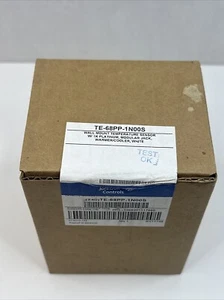 TE-68PP-1N00S
WALL MOUNT TEMPERATURE SENSOR
W/ 1K PLATINUM, MODULAR JACK,
WARMER/COOLER, WHITE
TEST
OK
Controls
TE-68PP-1N00S